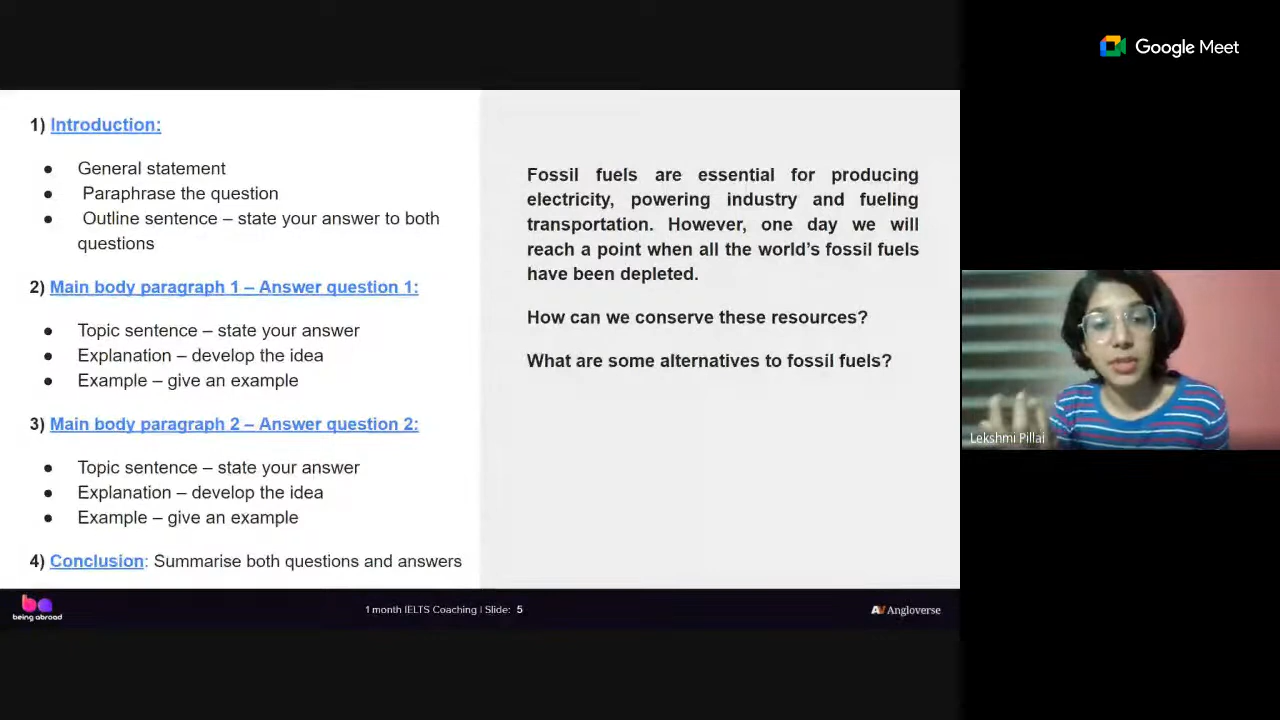 Google Meet
1) Introduction:
● General statement
● Paraphrase the question
● Outline sentence – state your answer to both
questions
2) Main body paragraph 1 – Answer question 1:
● Topic sentence – state your answer
● Explanation – develop the idea
● Example – give an example
3) Main body paragraph 2 – Answer question 2:
● Topic sentence – state your answer
● Explanation – develop the idea
● Example – give an example
4) Conclusion: Summarise both questions and answers
Fossil fuels are essential for producing
electricity, powering industry and fueling
transportation. However, one day we will
reach a point when all the world's fossil fuels
have been depleted.
How can we conserve these resources?
What are some alternatives to fossil fuels?
Lekshmi Pillai
ba
being abroad
1 month IELTS Coaching | Slide: 5
AV Angloverse